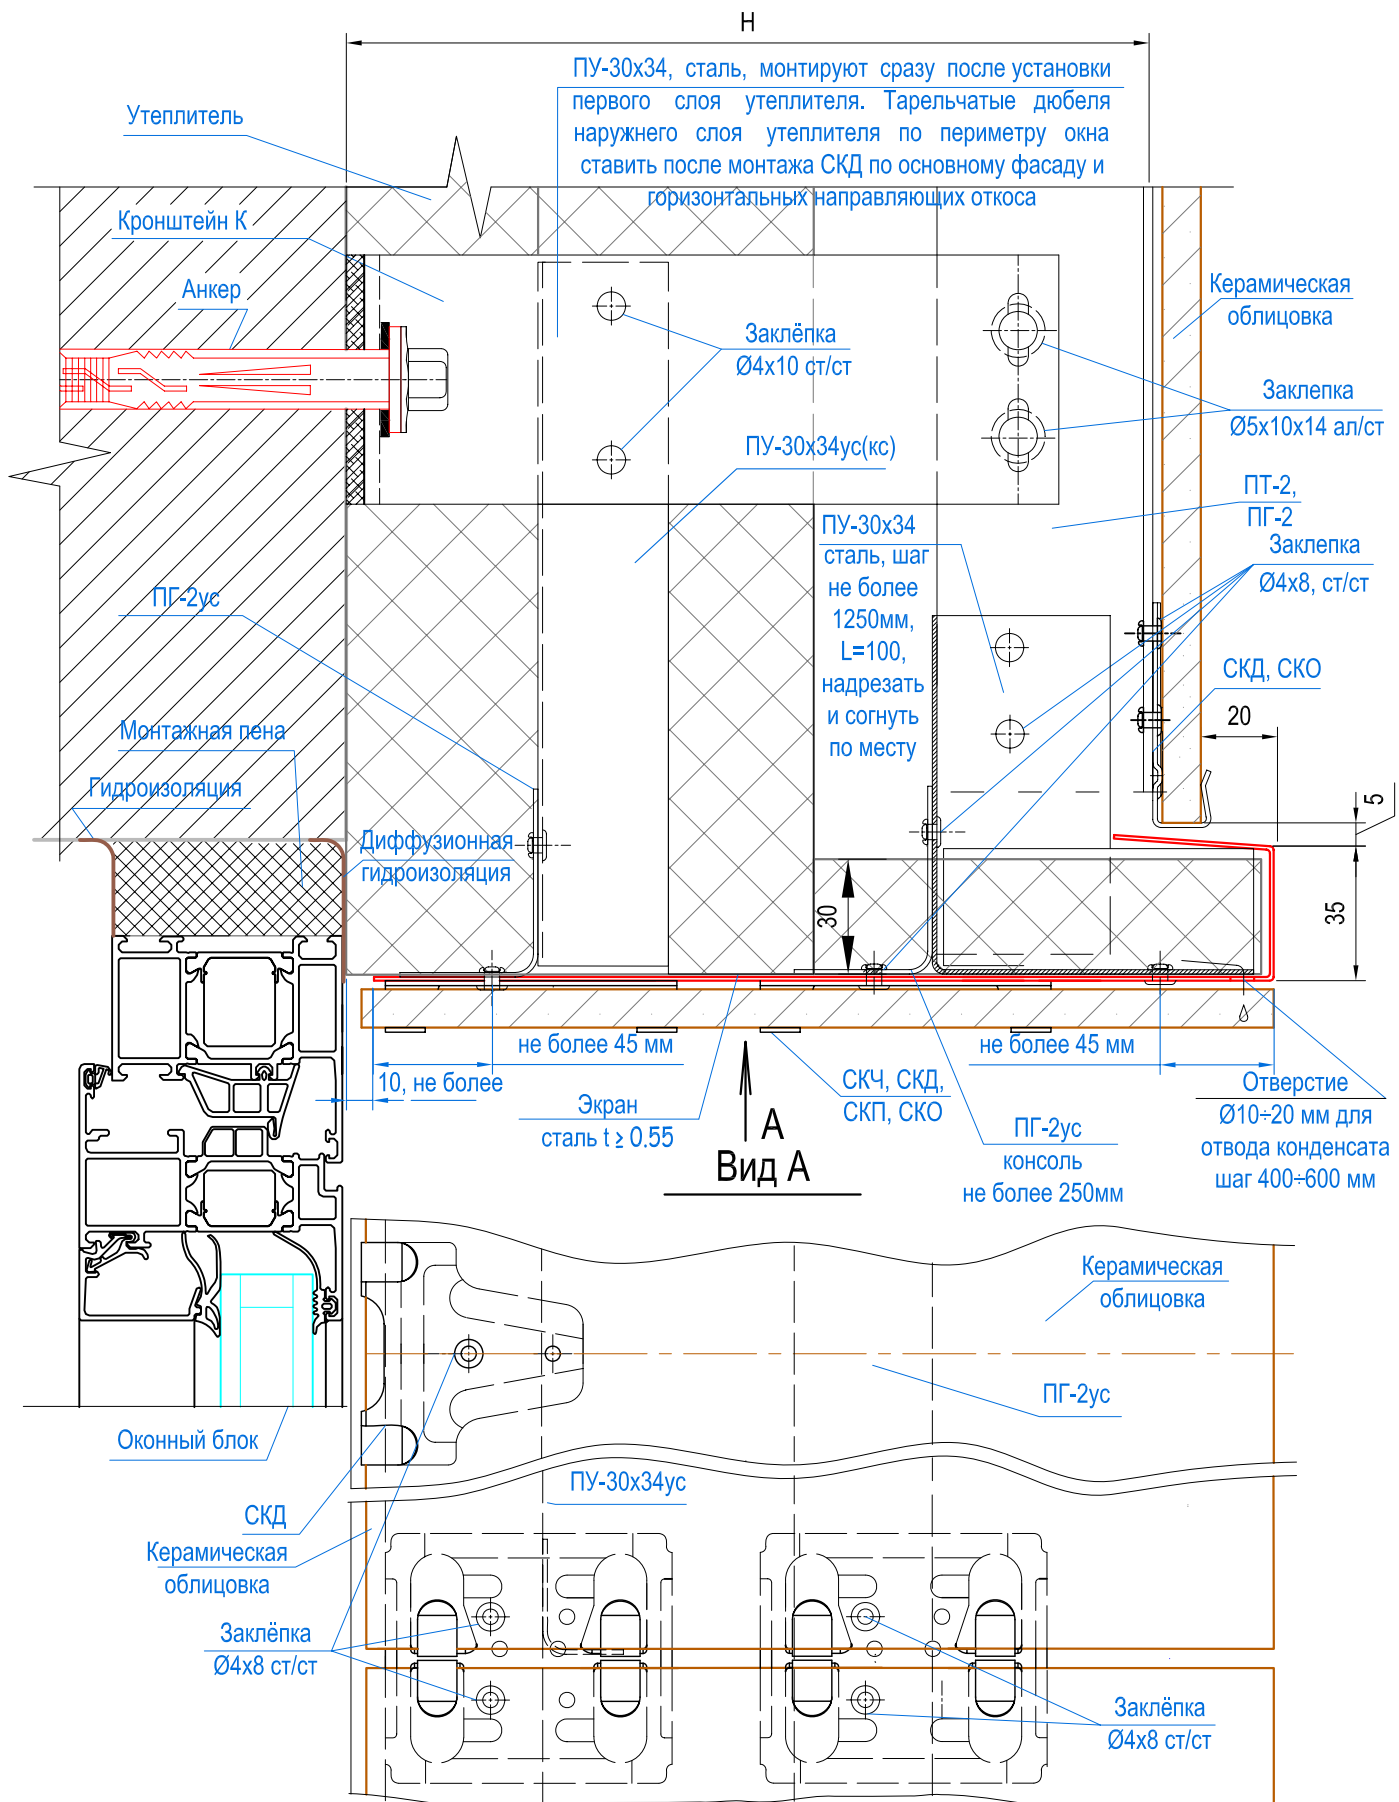 H
ПУ-30х34, сталь, монтируют сразу после установки
первого слоя утеплителя. Тарельчатые дюбеля
наружнего слоя утеплителя по периметру окна
ставить после монтажа СКД по основному фасаду и
горизонтальных направляющих откоса
Утеплитель
Кронштейн К
Анкер
Заклёпка
Ø4х10 ст/ст
Керамическая
облицовка
Заклепка
Ø5х10х14 ал/ст
ПУ-30х34ус(кс)
ПТ-2,
ПГ-2
ПУ-30х34
сталь, шаг
не более
1250мм,
L=100,
надрезать
и согнуть
по месту
Заклепка
Ø4х8, ст/ст
ПГ-2ус
СКД, СКО
20
Монтажная пена
Гидроизоляция
5
Диффузионная
гидроизоляция
30
35
не более 45 мм
не более 45 мм
10, не более
СКЧ, СКД,
СКП, СКО
Экран
сталь t ≥ 0.55
А
Вид А
ПГ-2ус
консоль
не более 250мм
Отверстие
Ø10÷20 мм для
отвода конденсата
шаг 400÷600 мм
Керамическая
облицовка
ПГ-2ус
Оконный блок
ПУ-30х34ус
СКД
Керамическая
облицовка
Заклёпка
Ø4х8 ст/ст
Заклёпка
Ø4х8 ст/ст